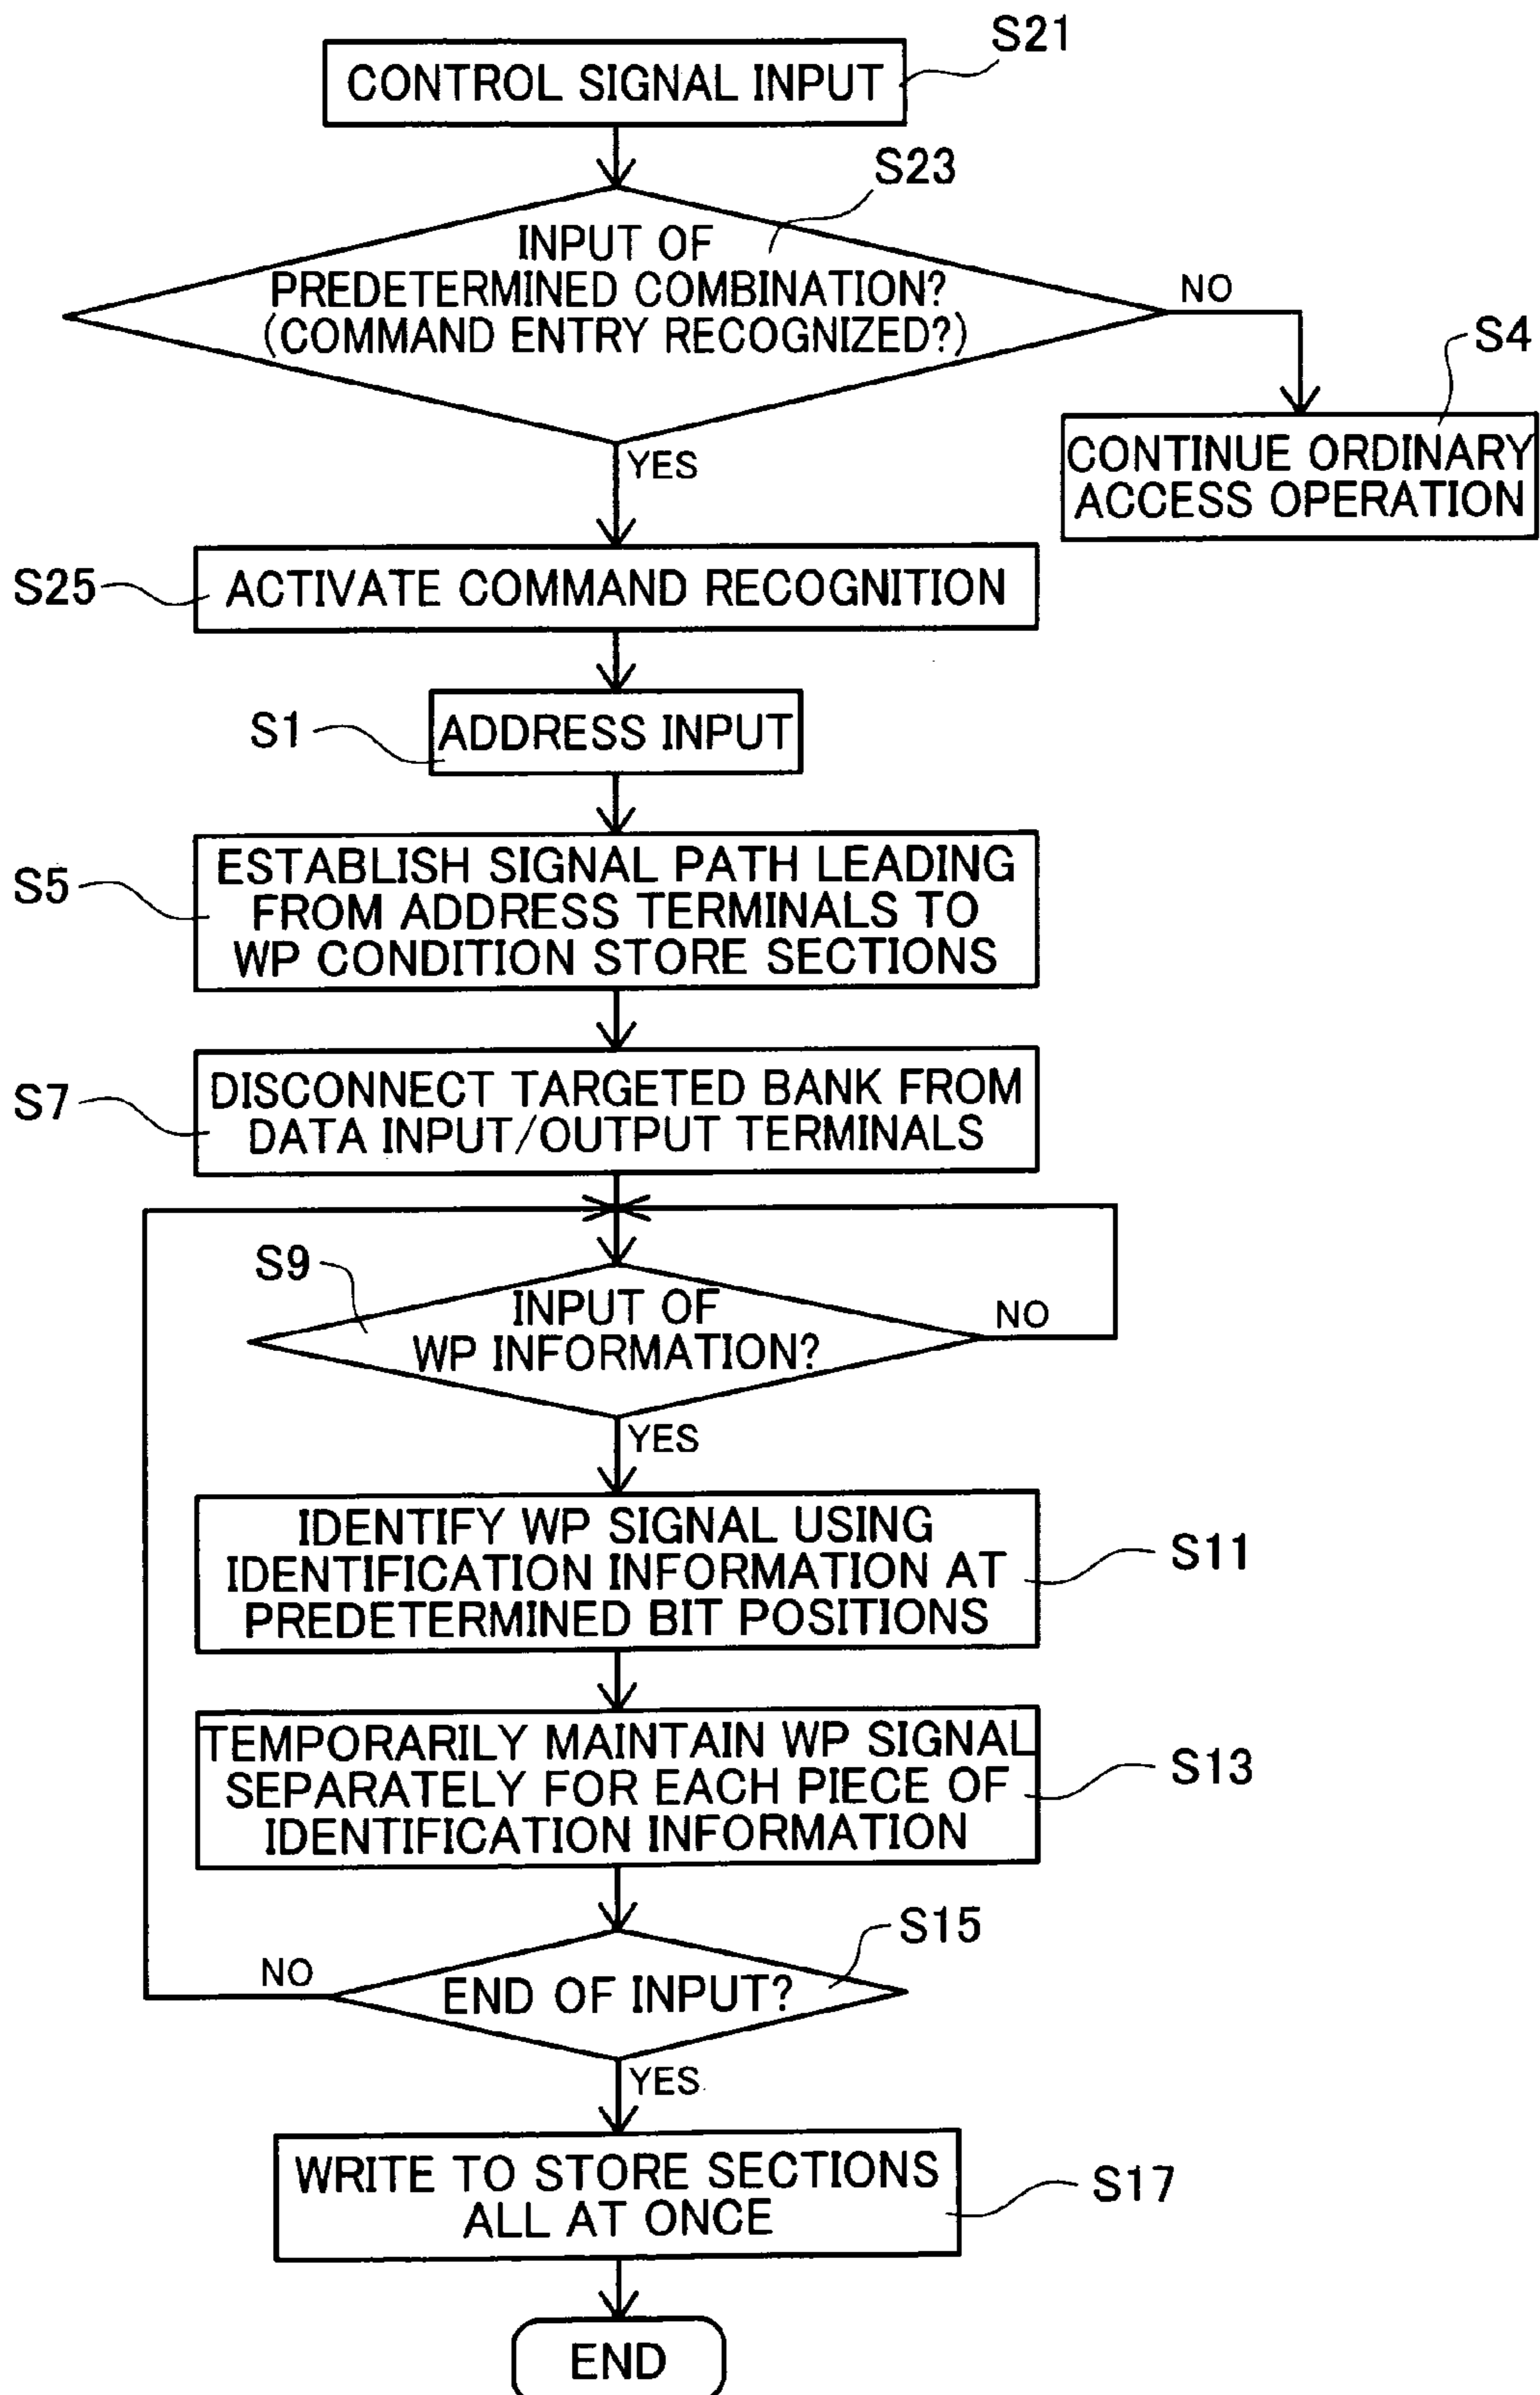 S21
CONTROL SIGNAL INPUT
S23
INPUT OF
PREDETERMINED COMBINATION?
(COMMAND ENTRY RECOGNIZED?)
NO
S4
CONTINUE ORDINARY
ACCESS OPERATION
YES
S25
ACTIVATE COMMAND RECOGNITION
S1
ADDRESS INPUT
S5
ESTABLISH SIGNAL PATH LEADING
FROM ADDRESS TERMINALS TO
WP CONDITION STORE SECTIONS
S7
DISCONNECT TARGETED BANK FROM
DATA INPUT/OUTPUT TERMINALS
S9
INPUT OF
WP INFORMATION?
NO
YES
IDENTIFY WP SIGNAL USING
IDENTIFICATION INFORMATION AT
PREDETERMINED BIT POSITIONS
S11
TEMPORARILY MAINTAIN WP SIGNAL
SEPARATELY FOR EACH PIECE OF
IDENTIFICATION INFORMATION
S13
S15
NO
END OF INPUT?
YES
WRITE TO STORE SECTIONS
ALL AT ONCE
S17
END